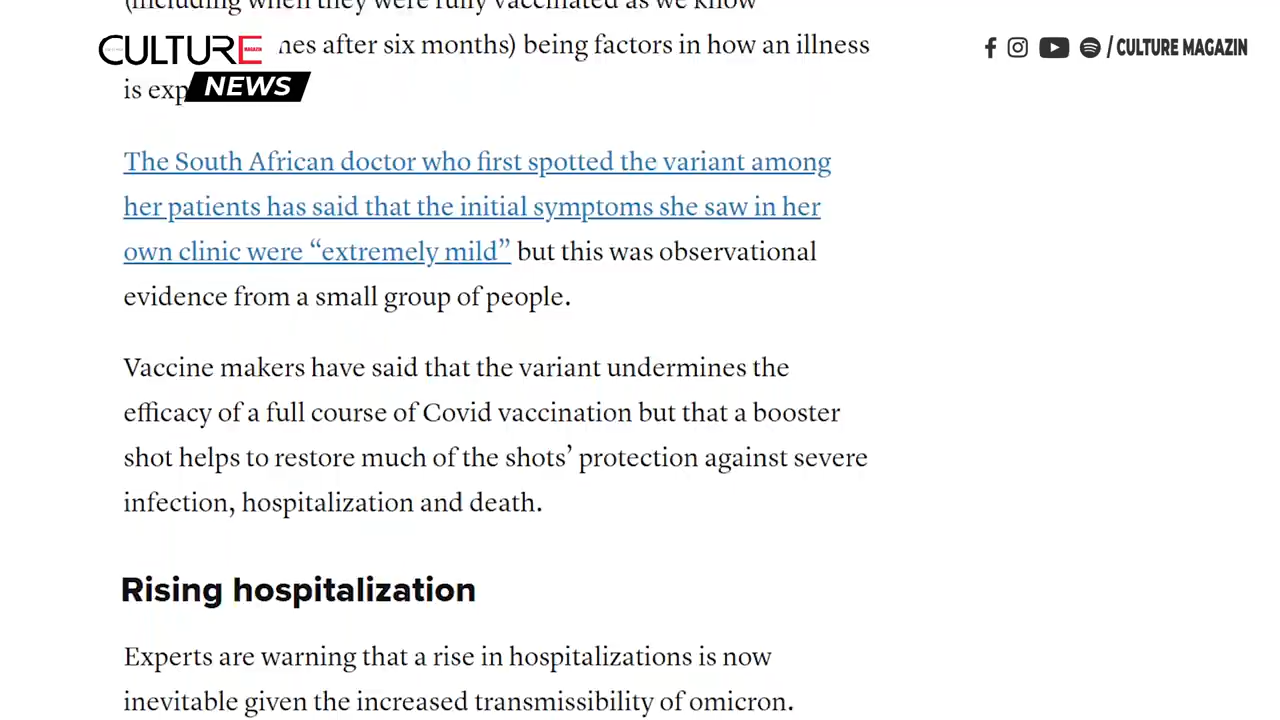 (including when they were fully vaccinated as we know
CULTURE
MAGAZIN
nes after six months) being factors in how an illness
/ CULTURE MAGAZIN
is exp
NEWS
The South African doctor who first spotted the variant among
her patients has said that the initial symptoms she saw in her
own clinic were “extremely mild” but this was observational
evidence from a small group of people.
Vaccine makers have said that the variant undermines the
efficacy of a full course of Covid vaccination but that a booster
shot helps to restore much of the shots’ protection against severe
infection, hospitalization and death.
Rising hospitalization
Experts are warning that a rise in hospitalizations is now
inevitable given the increased transmissibility of omicron.